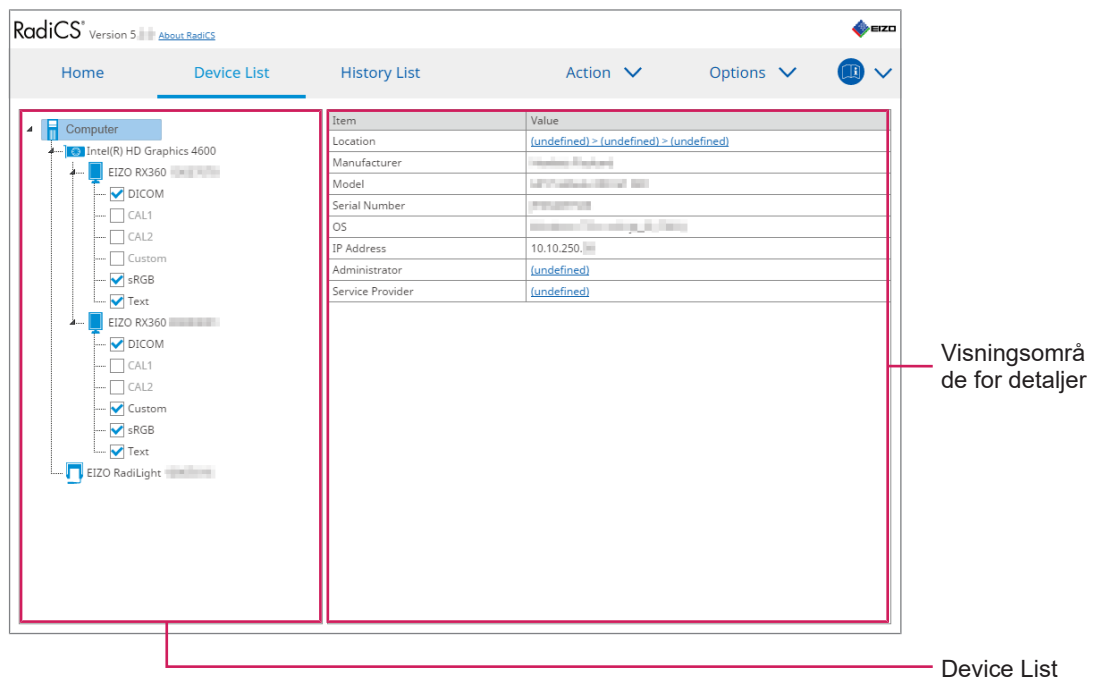 RadiCS® Version 5. About RadiCS
EIZO
Home Device List History List Action Options
Computer
Intel(R) HD Graphics 4600
EIZO RX360
DICOM
CAL1
CAL2
Custom
sRGB
Text
EIZO RX360
DICOM
CAL1
CAL2
Custom
sRGB
Text
EIZO RadiLight
Item Value
Location (undefined) > (undefined) > (undefined)
Manufacturer
Model
Serial Number
OS
IP Address 10.10.250.
Administrator (undefined)
Service Provider (undefined)
Visningsområ
de for detaljer
Device List